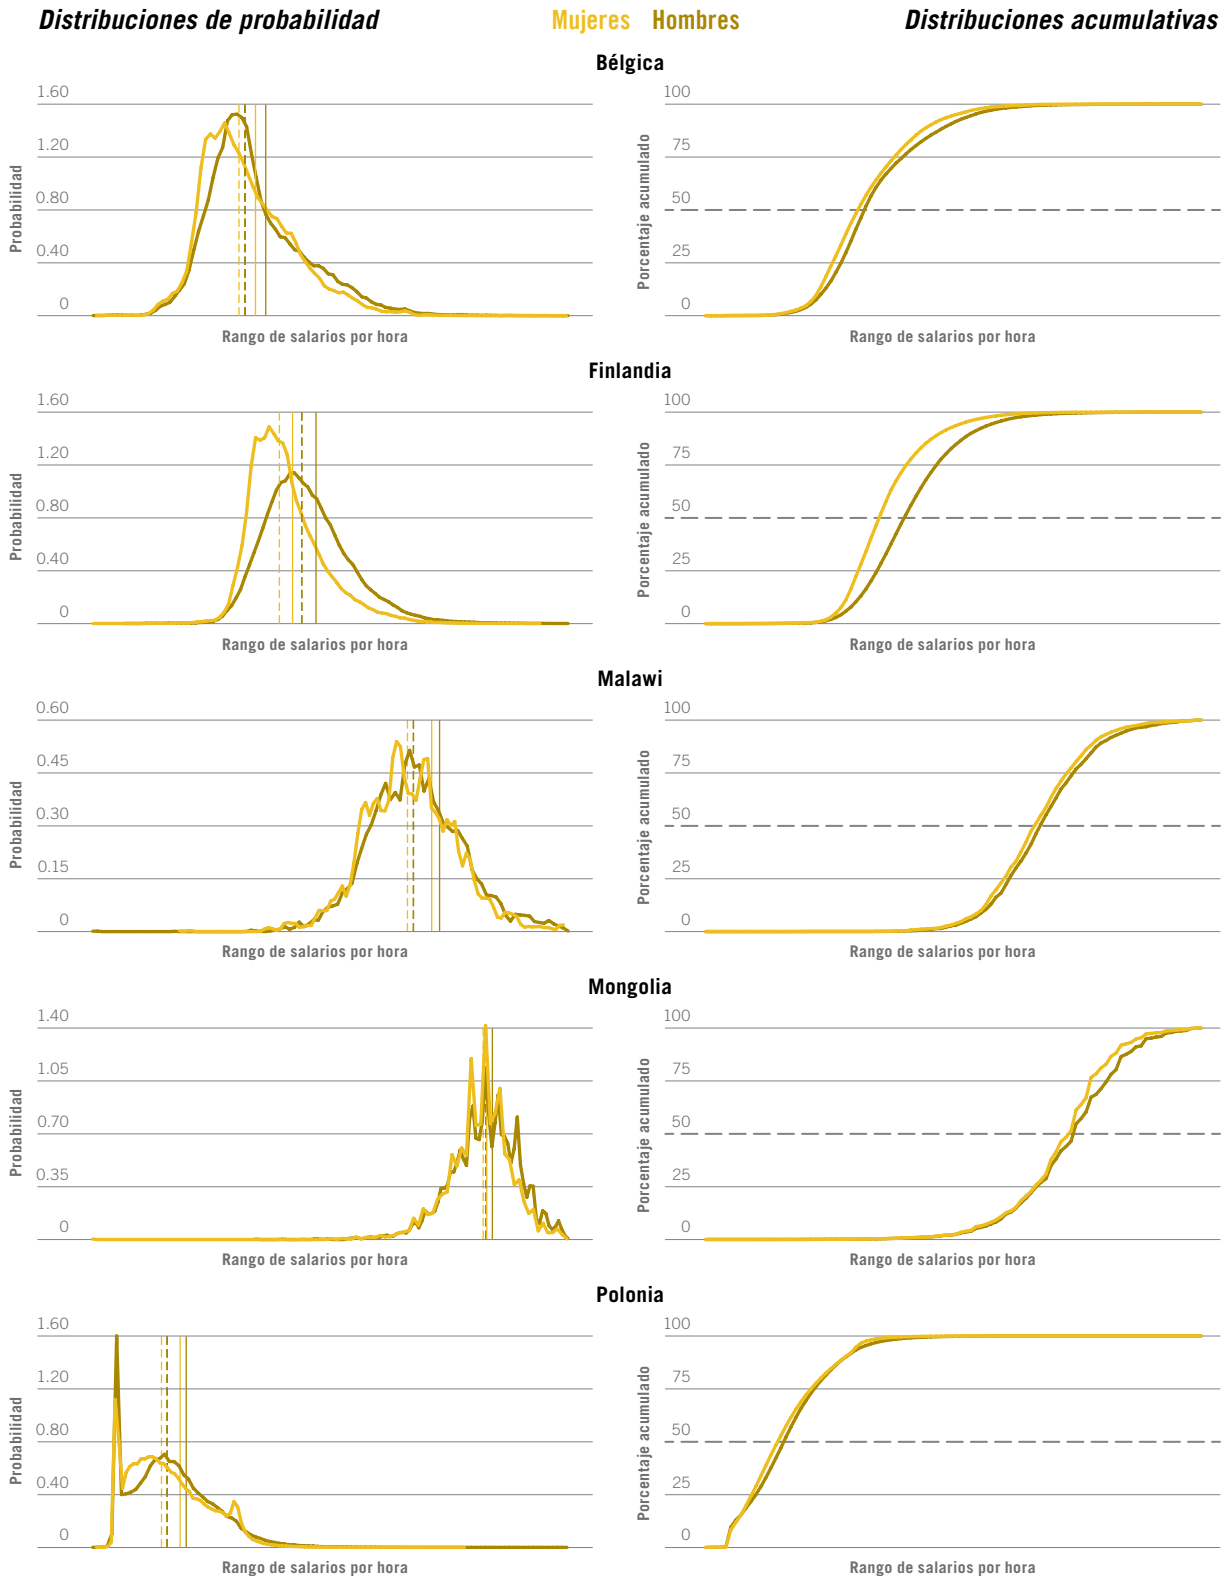 Distribuciones de probabilidad
Mujeres Hombres
Distribuciones acumulativas
Bélgica
Probabilidad
1.60
1.20
0.80
0.40
0
Rango de salarios por hora
Porcentaje acumulado
100
75
50
25
0
Rango de salarios por hora
Finlandia
Probabilidad
1.60
1.20
0.80
0.40
0
Rango de salarios por hora
Porcentaje acumulado
100
75
50
25
0
Rango de salarios por hora
Malawi
Probabilidad
0.60
0.45
0.30
0.15
0
Rango de salarios por hora
Porcentaje acumulado
100
75
50
25
0
Rango de salarios por hora
Mongolia
Probabilidad
1.40
1.05
0.70
0.35
0
Rango de salarios por hora
Porcentaje acumulado
100
75
50
25
0
Rango de salarios por hora
Polonia
Probabilidad
1.60
1.20
0.80
0.40
0
Rango de salarios por hora
Porcentaje acumulado
100
75
50
25
0
Rango de salarios por hora